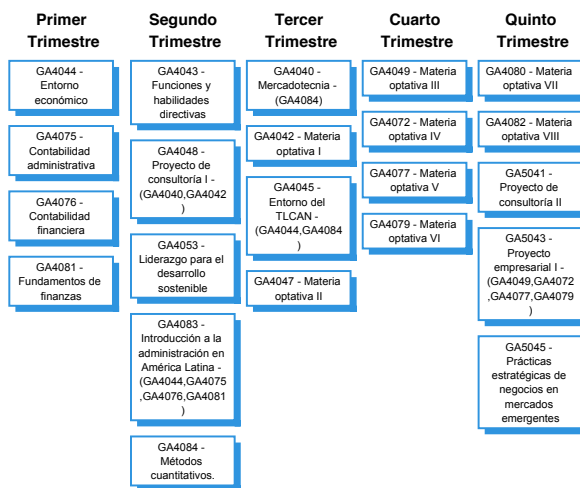 Primer
Trimestre
GA4044 -
Entorno
económico
GA4075 -
Contabilidad
administrativa
GA4076 -
Contabilidad
financiera
GA4081 -
Fundamentos de
finanzas
Segundo
Trimestre
GA4043 -
Funciones y
habilidades
directivas
GA4048 -
Proyecto de
consultoría I -
(GA4040,GA4042
)
GA4053 -
Liderazgo para el
desarrollo
sostenible
GA4083 -
Introducción a la
administración en
América Latina -
(GA4044,GA4075
,GA4076,GA4081
)
GA4084 -
Métodos
cuantitativos.
Tercer
Trimestre
GA4040 -
Mercadotecnia -
(GA4084)
GA4042 - Materia
optativa I
GA4045 -
Entorno del
TLCAN -
(GA4044,GA4084
)
GA4047 - Materia
optativa II
Cuarto
Trimestre
GA4049 - Materia
optativa III
GA4072 - Materia
optativa IV
GA4077 - Materia
optativa V
GA4079 - Materia
optativa VI
Quinto
Trimestre
GA4080 - Materia
optativa VII
GA4082 - Materia
optativa VIII
GA5041 -
Proyecto de
consultoría II
GA5043 -
Proyecto
empresarial I -
(GA4049,GA4072
,GA4077,GA4079
)
GA5045 -
Prácticas
estratégicas de
negocios en
mercados
emergentes